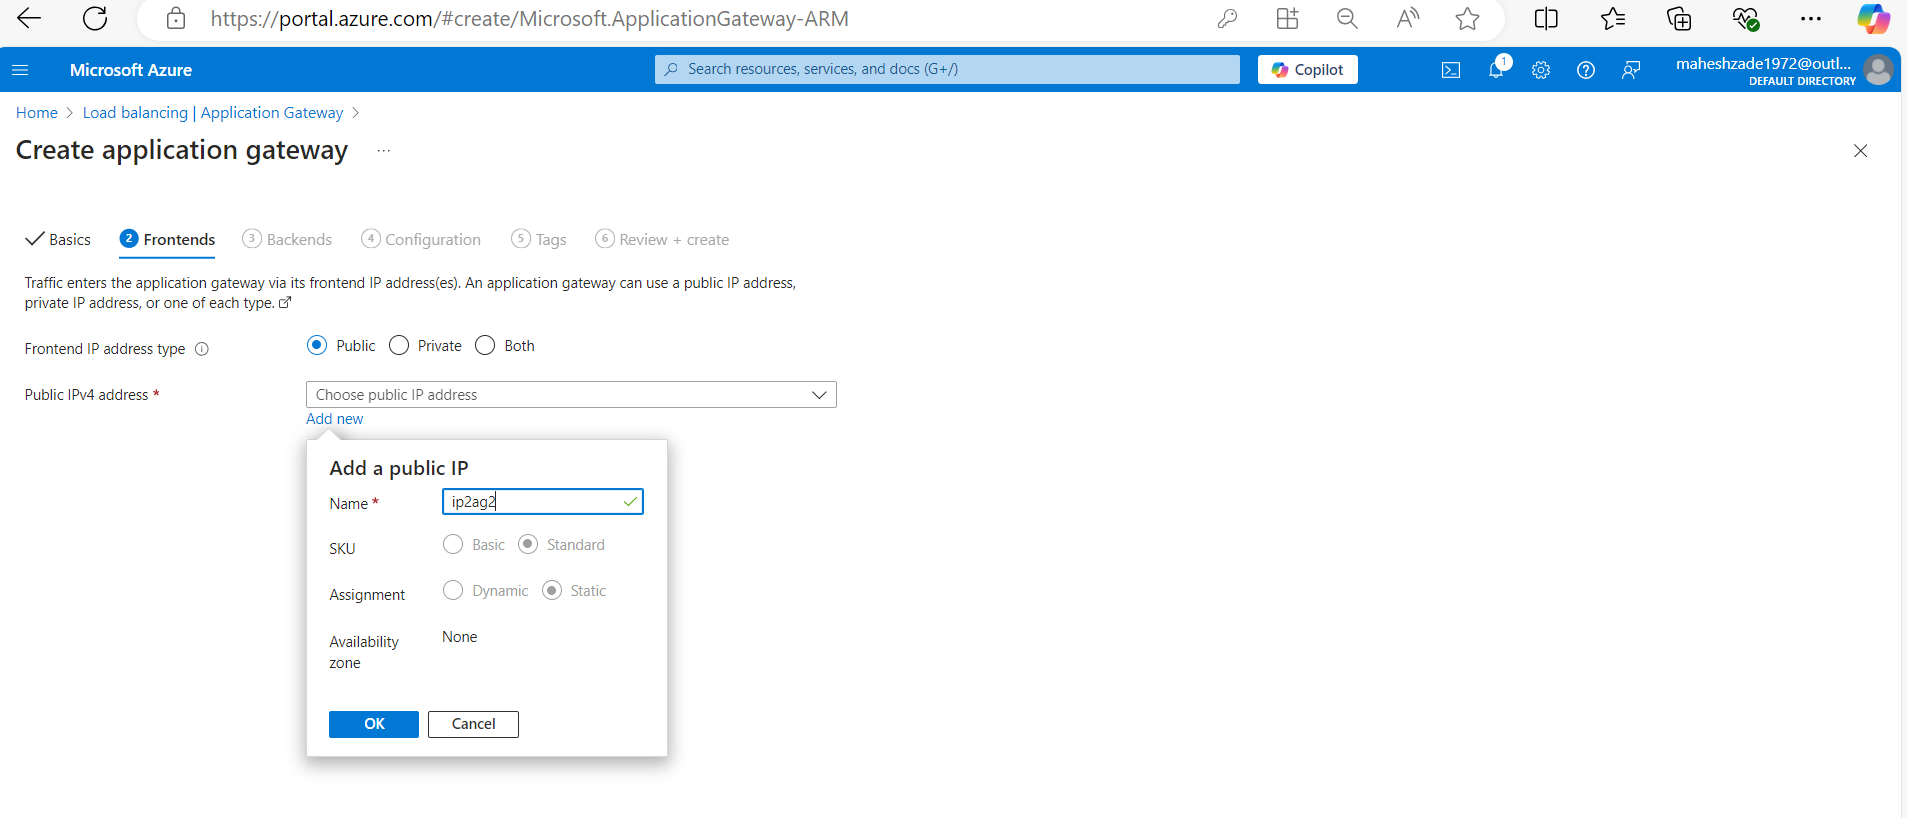 https://portal.azure.com/#create/Microsoft.ApplicationGateway-ARM
Microsoft Azure
Search resources, services, and docs (G+/)
Copilot
1
maheshzade1972@outl...
DEFAULT DIRECTORY
Home > Load balancing | Application Gateway >
Create application gateway ...
Basics
2 Frontends
3 Backends
4 Configuration
5 Tags
6 Review + create
Traffic enters the application gateway via its frontend IP address(es). An application gateway can use a public IP address,
private IP address, or one of each type.
Frontend IP address type
Public Private Both
Public IPv4 address *
Choose public IP address
Add new
Add a public IP
Name *
ip2ag2
SKU
Basic Standard
Assignment
Dynamic Static
Availability
zone
None
OK
Cancel